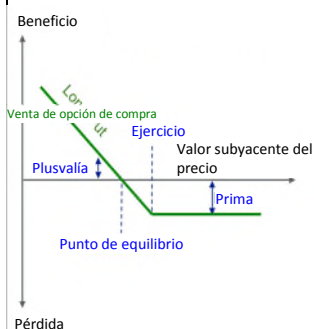 Beneficio
Venta de opción de compra
Ejercicio
Valor subyacente del
precio
Plusvalía
Prima
Punto de equilibrio
Pérdida